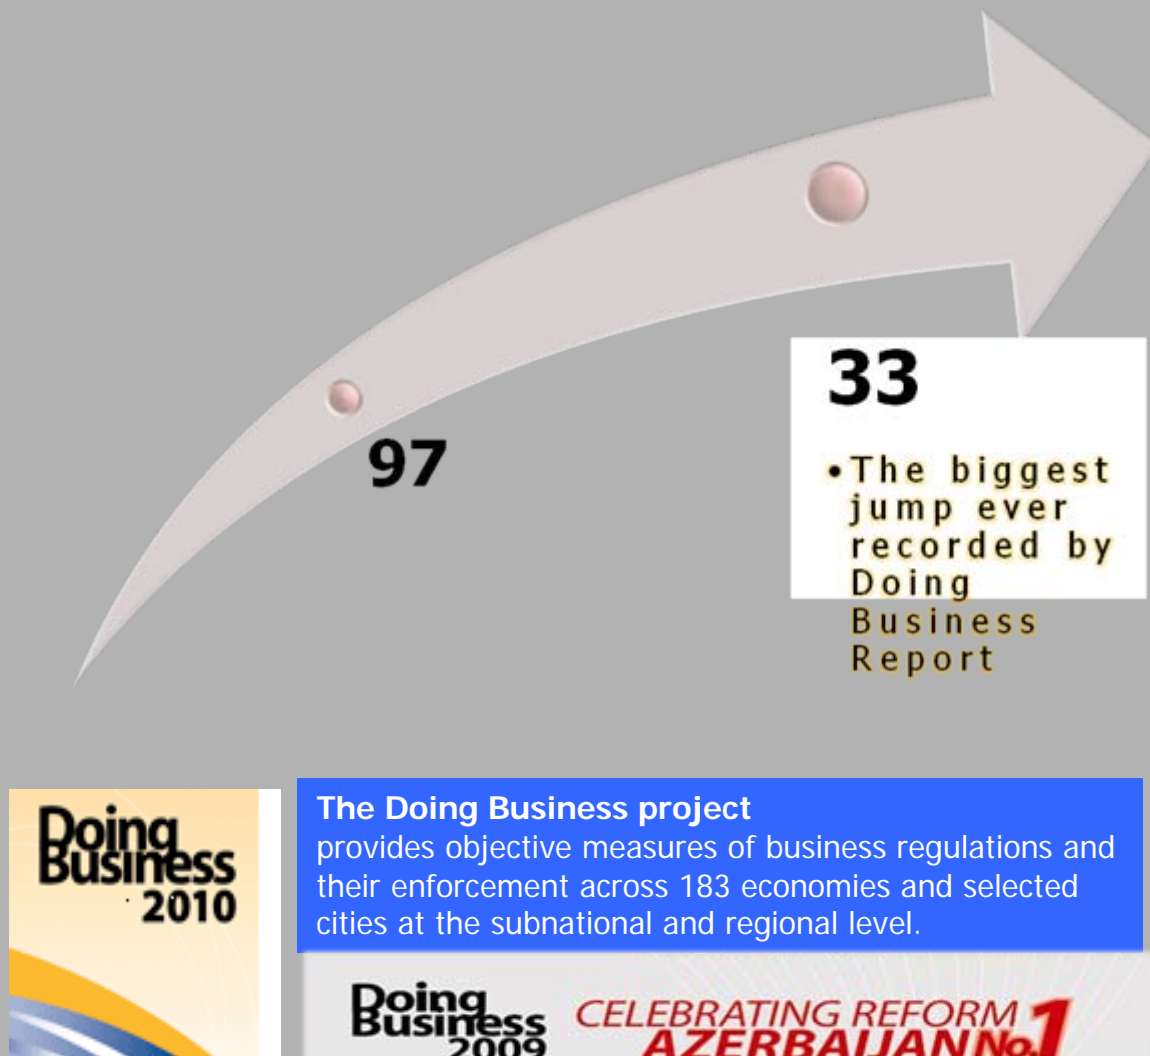 97
33
•The biggest
jump ever
recorded by
Doing
Business
Report
Doing
Business
2010
The Doing Business project
provides objective measures of business regulations and
their enforcement across 183 economies and selected
cities at the subnational and regional level.
Doing
Business
2009
CELEBRATING REFORM
AZERBAIJAN No.1